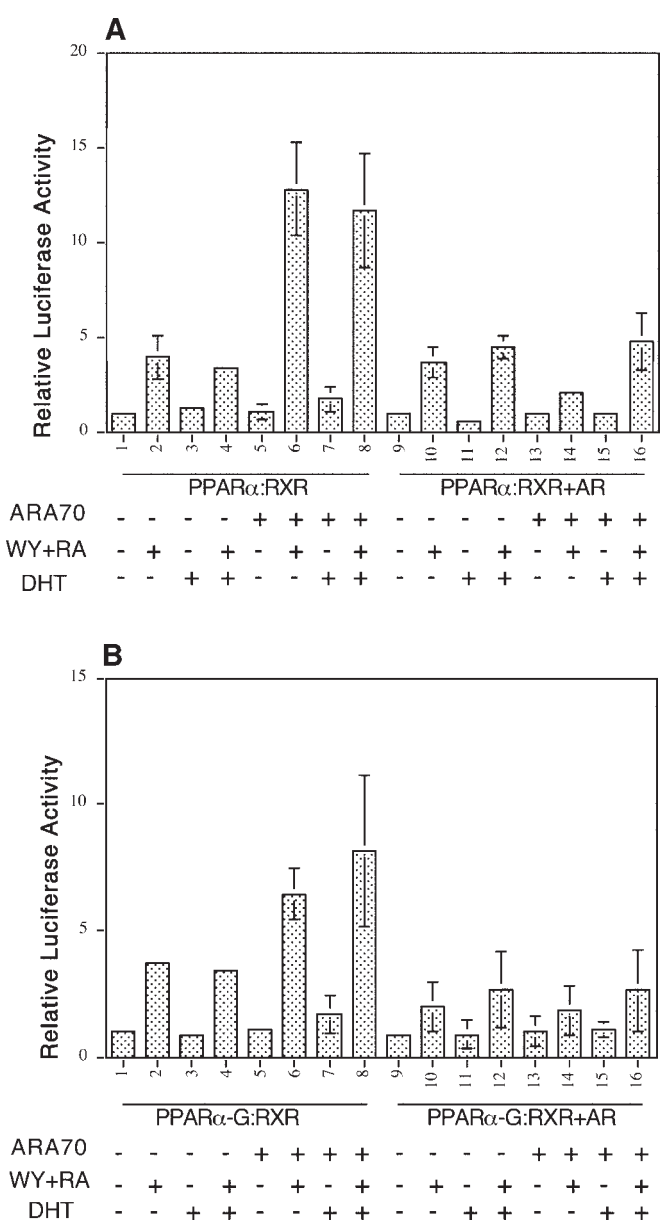 A
20
15
10
5
0
Relative Luciferase Activity
1 2 3 4 5 6 7 8 9 10 11 12 13 14 15 16
PPARα:RXR PPARα:RXR+AR
ARA70 - - - - + + + + - - - - + + + +
WY+RA - + - + - + - + - + - + - + - +
DHT - - + + - - + + - - + + - - + +
B
15
10
5
0
Relative Luciferase Activity
1 2 3 4 5 6 7 8 9 10 11 12 13 14 15 16
PPARα-G:RXR PPARα-G:RXR+AR
ARA70 - - - - + + + + - - - - + + + +
WY+RA - + - + - + - + - + - + - + - +
DHT - - + + - - + + - - + + - - + +